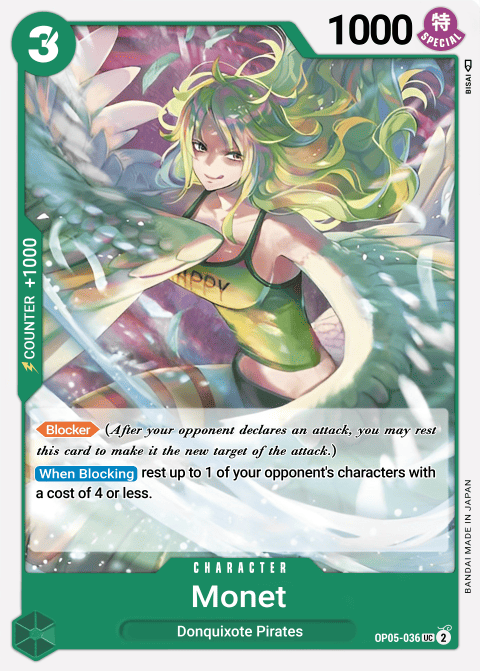 3
1000
特
SPECIAL
BISAI
COUNTER +1000
HAPPY
Blocker (After your opponent declares an attack, you may rest
this card to make it the new target of the attack.)
When Blocking rest up to 1 of your opponent's characters with
a cost of 4 or less.
BANDAI MADE IN JAPAN
CHARACTER
Monet
Donquixote Pirates
OP05-036 UC 2